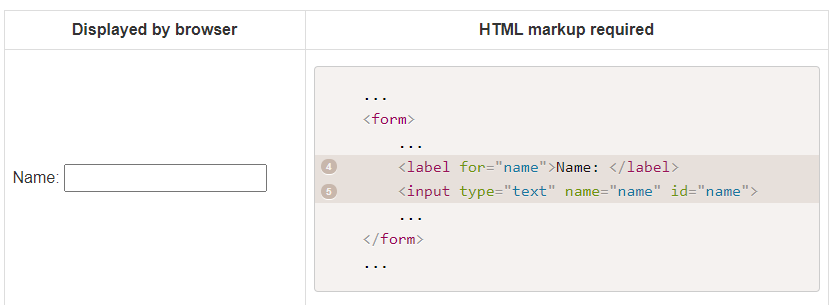 Displayed by browser
HTML markup required
Name:
...
<form>
...
4 <label for="name">Name: </label>
5 <input type="text" name="name" id="name">
...
</form>
...